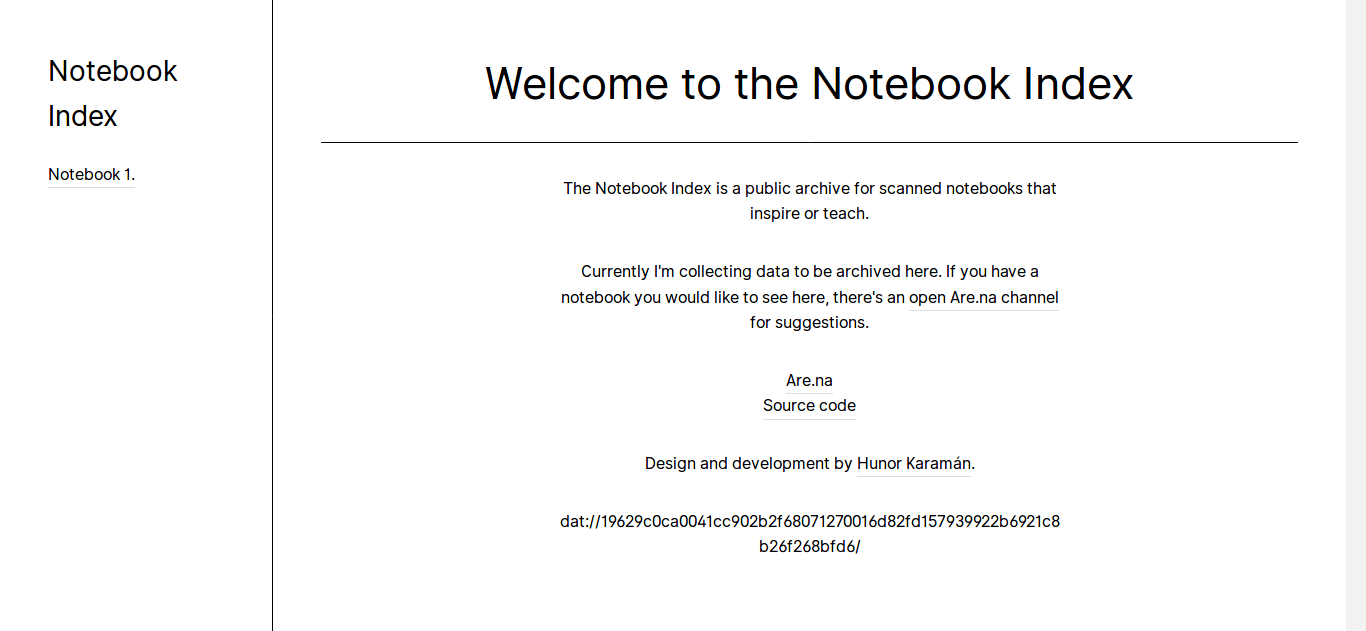 Notebook
Index
Notebook 1.
Welcome to the Notebook Index
The Notebook Index is a public archive for scanned notebooks that
inspire or teach.
Currently I'm collecting data to be archived here. If you have a
notebook you would like to see here, there's an open Are.na channel
for suggestions.
Are.na
Source code
Design and development by Hunor Karamán.
dat://19629c0ca0041cc902b2f68071270016d82fd157939922b6921c8
b26f268bfd6/